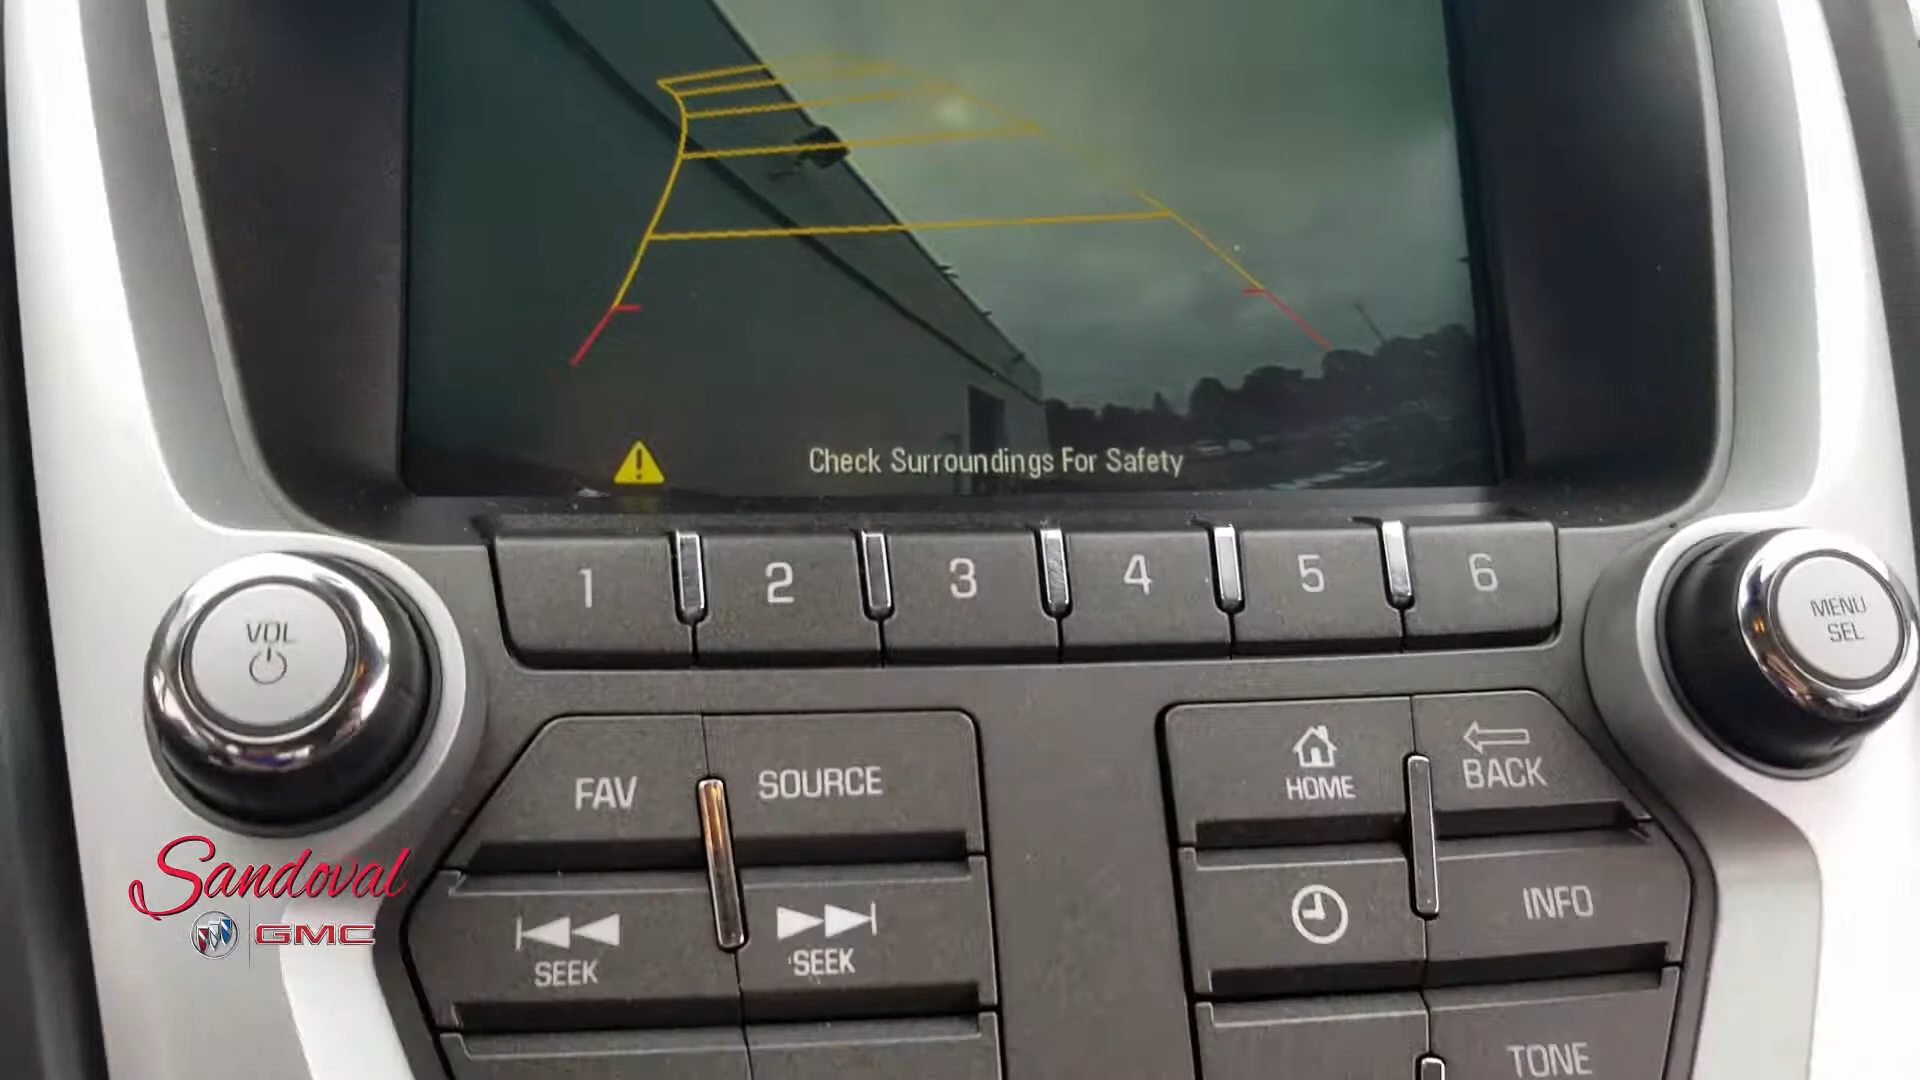 Check Surroundings For Safety
1 2 3 4 5 6
VOL
MENU
SEL
FAV
SOURCE
HOME
BACK
SEEK
SEEK
INFO
TONE
Sandoval
GMC